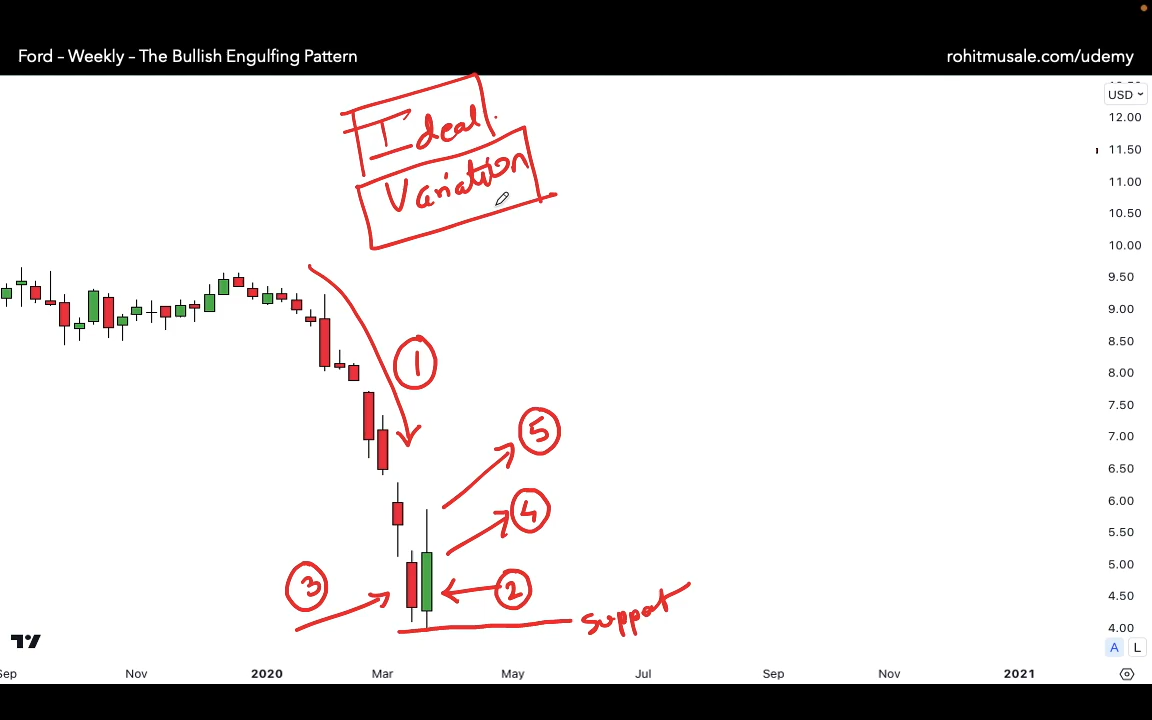 Ford – Weekly – The Bullish Engulfing Pattern
rohitmusale.com/udemy
USD
12.00
11.50
11.00
10.50
10.00
9.50
9.00
8.50
8.00
7.50
7.00
6.50
6.00
5.50
5.00
4.50
4.00
Ideal
Variation
1
5
4
3
2
Support
A
L
Sep
Nov
2020
Mar
May
Jul
Sep
Nov
2021